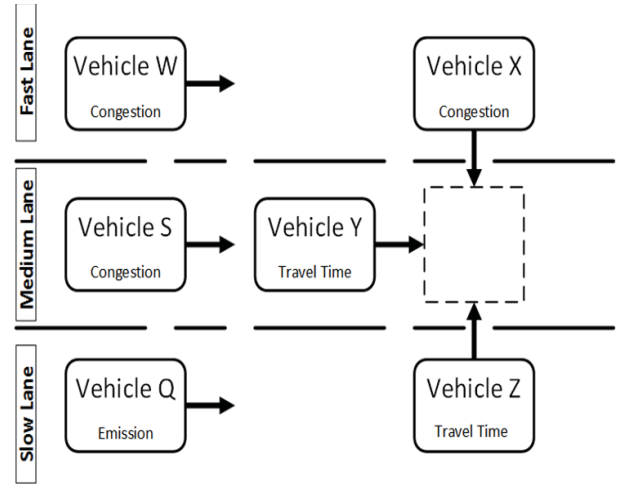 Fast Lane
Vehicle W
Congestion
Vehicle X
Congestion
Medium Lane
Vehicle S
Congestion
Vehicle Y
Travel Time
Slow Lane
Vehicle Q
Emission
Vehicle Z
Travel Time